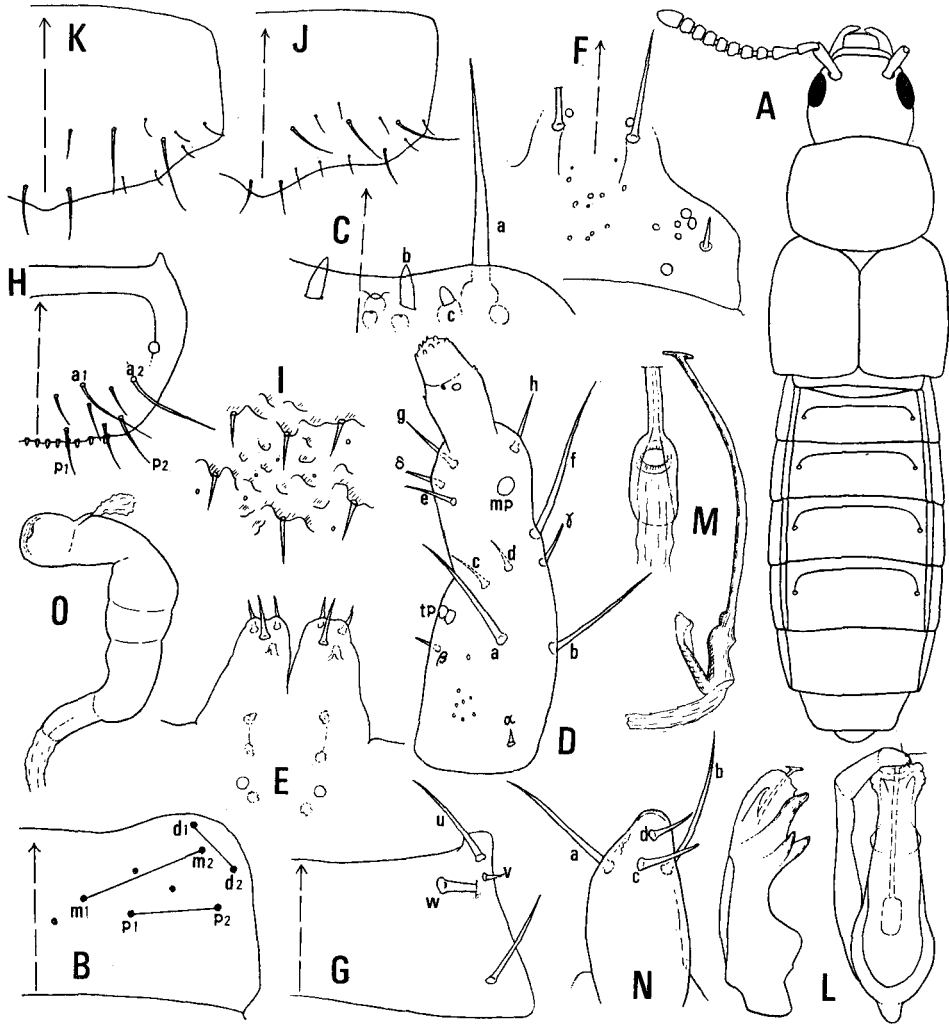 K
J
F
A
C
a
b
c
H
a1
a2
P1
P2
I
g
h
δ
e
f
mp
γ
c
d
tp
a
b
β
α
D
M
O
E
B
d1
m2
d2
m1
P1
P2
G
u
v
w
N
a
b
d
c
L